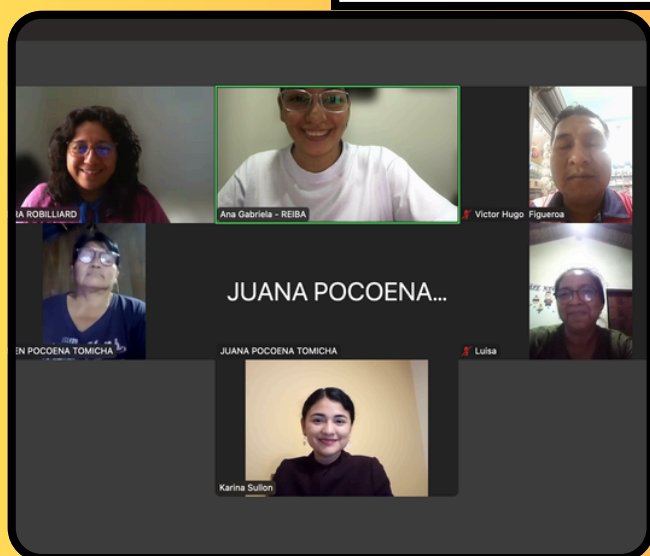 RA ROBILLIARD
Ana Gabriela - REIBA
Victor Hugo Figueroa
JUANA POCOENA...
EN POCOENA TOMICHA
JUANA POCOENA TOMICHA
Luisa
Karina Sullon